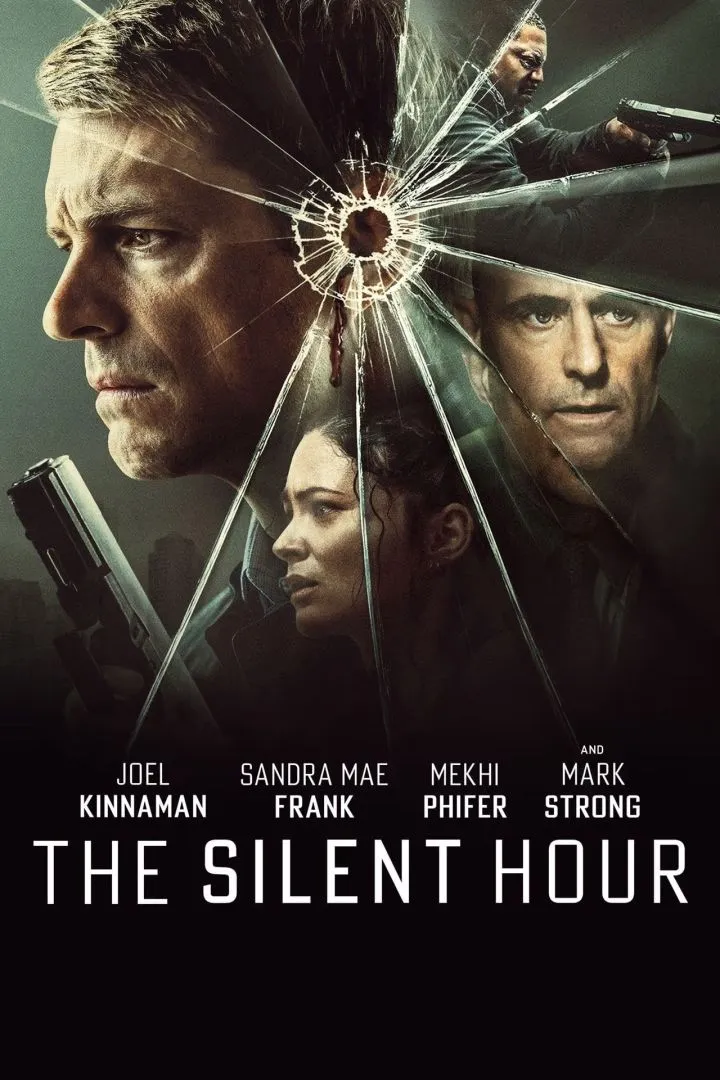 JOEL KINNAMAN
SANDRA MAE FRANK
MEKHI PHIFER
AND MARK STRONG
THE SILENT HOUR